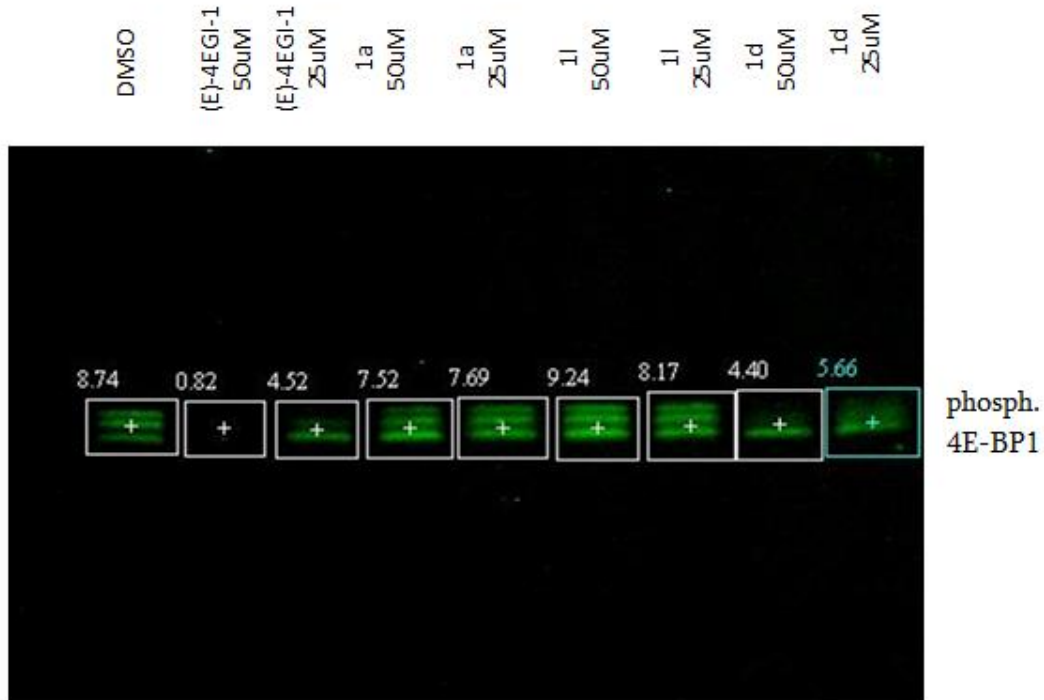 DMSO
(E)-4EGI-1
50uM
(E)-4EGI-1
25uM
1a
50uM
1a
25uM
1l
50uM
1l
25uM
1d
50uM
1d
25uM
8.74
0.82
4.52
7.52
7.69
9.24
8.17
4.40
5.66
phosph.
4E-BP1